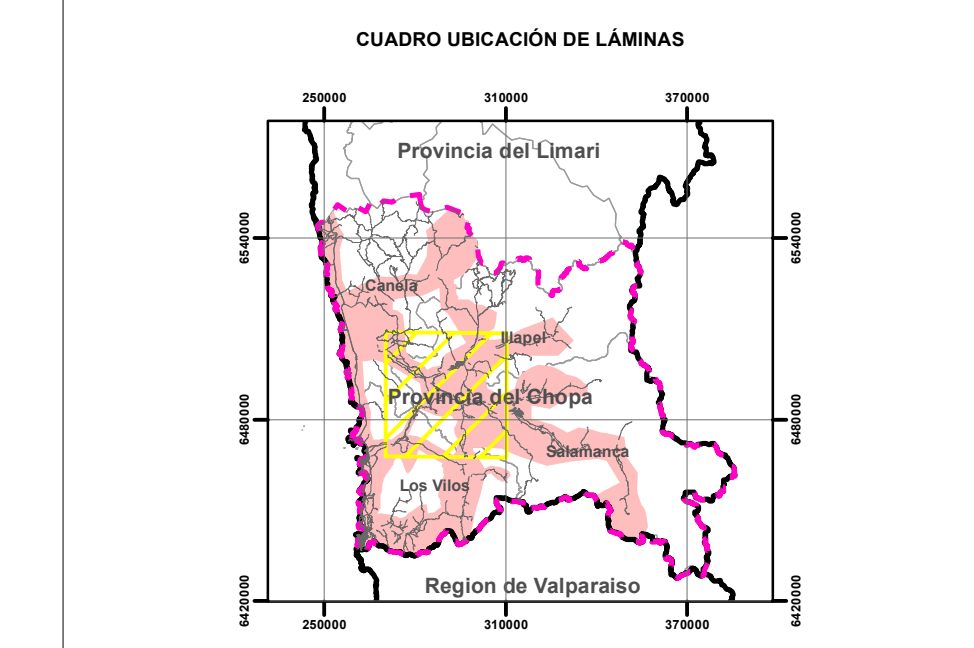 CUADRO UBICACIÓN DE LÁMINAS
250000
310000
370000
Provincia del Limari
6540000
6540000
Canela
Illapel
Provincia del Chopa
6480000
6480000
Salamanca
Los Vilos
Region de Valparaiso
6420000
6420000
250000
310000
370000